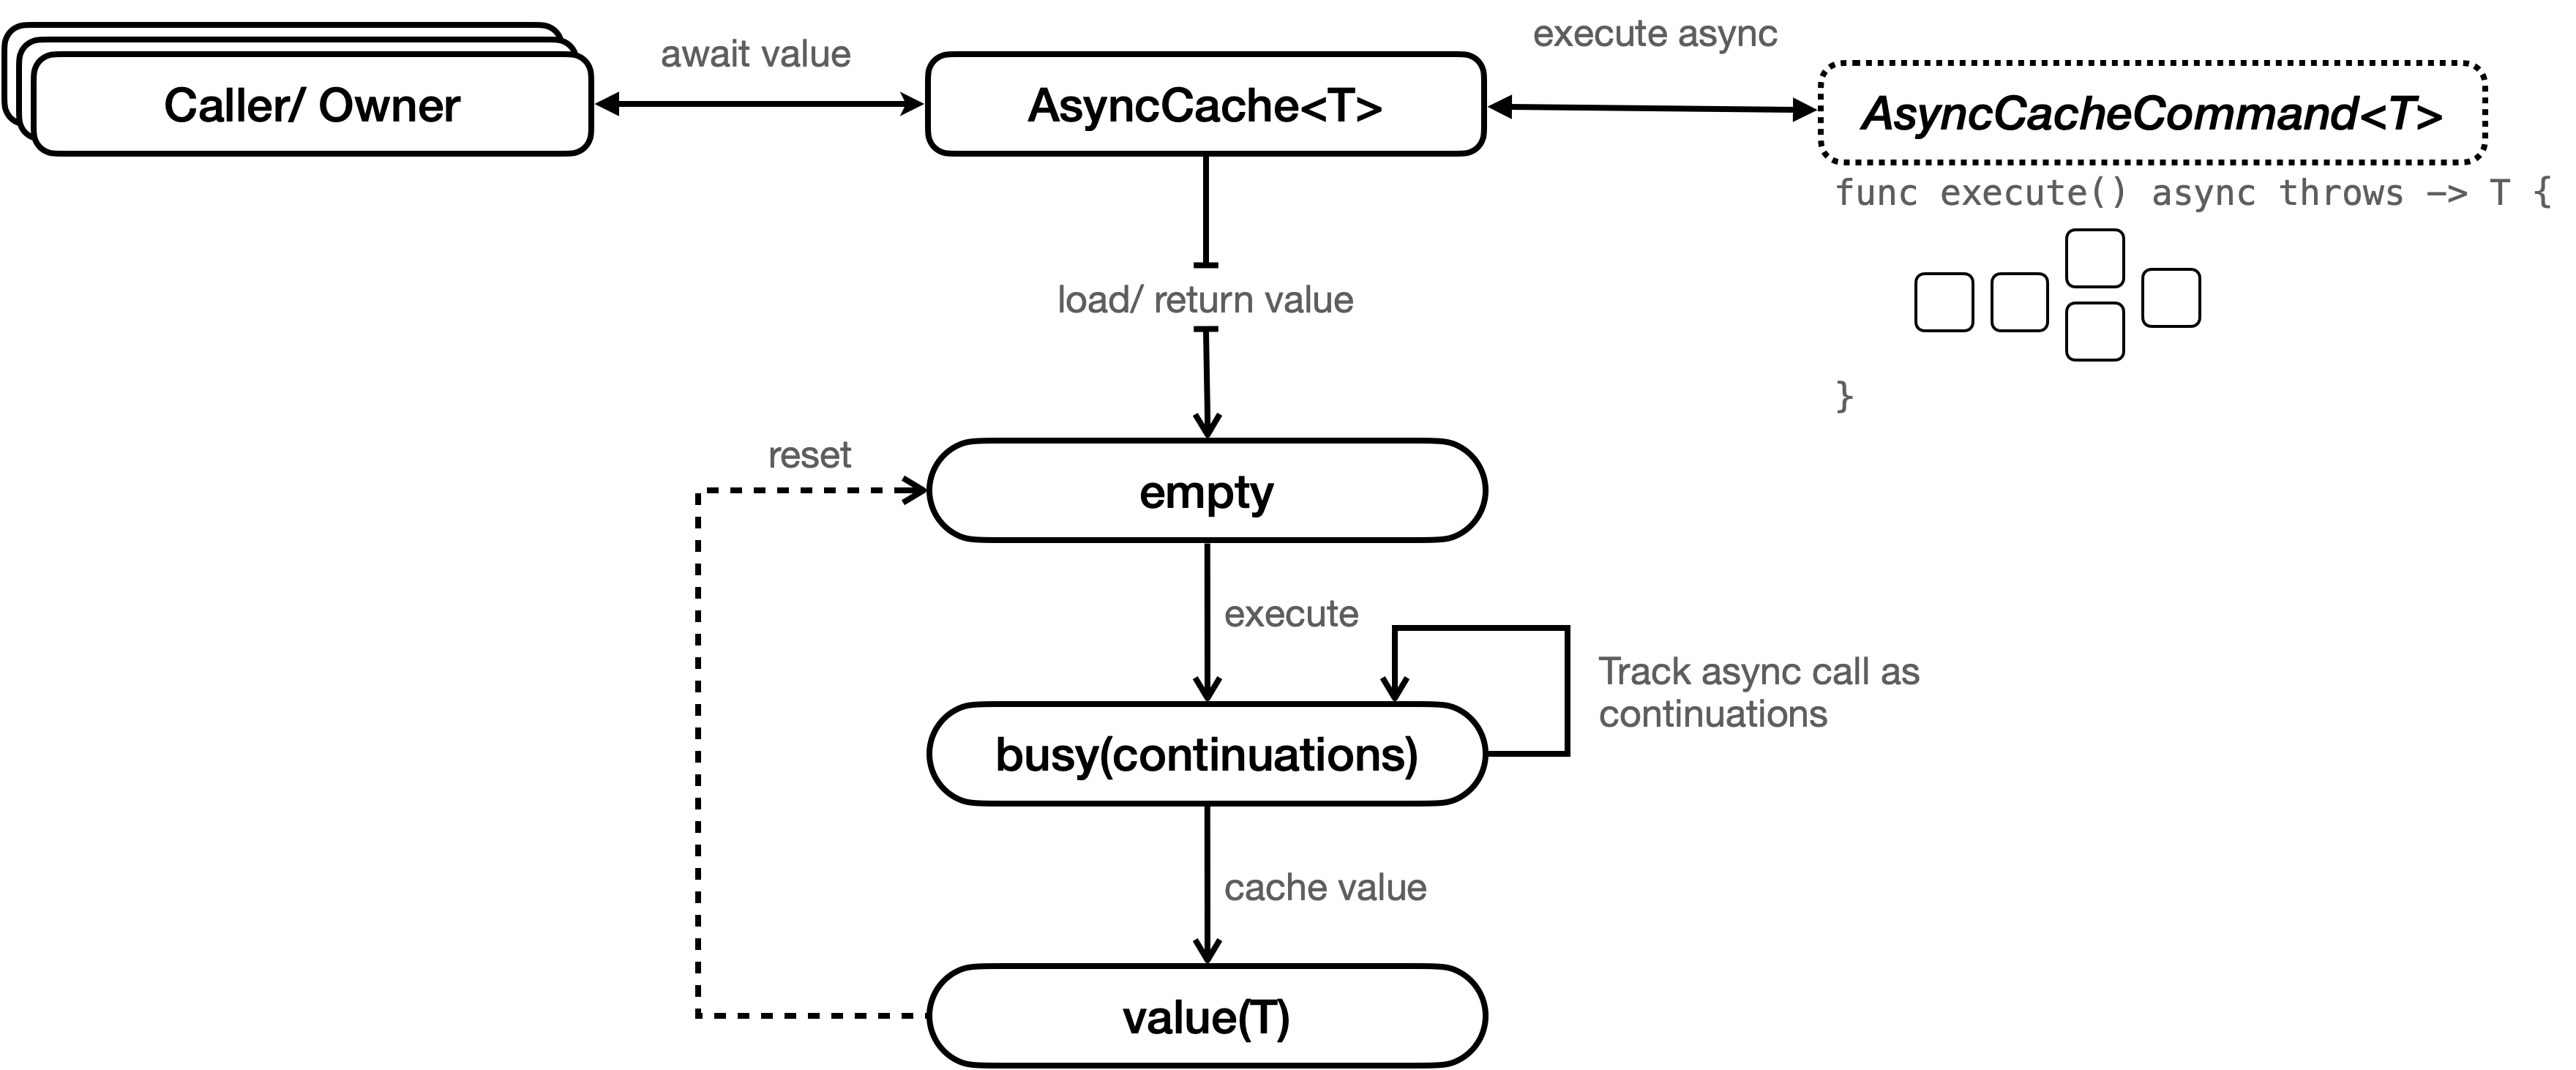 Caller/ Owner
await value
AsyncCache<T>
execute async
AsyncCacheCommand<T>
func execute() async throws -> T {
}
load/ return value
reset
empty
execute
Track async call as
continuations
busy(continuations)
cache value
value(T)